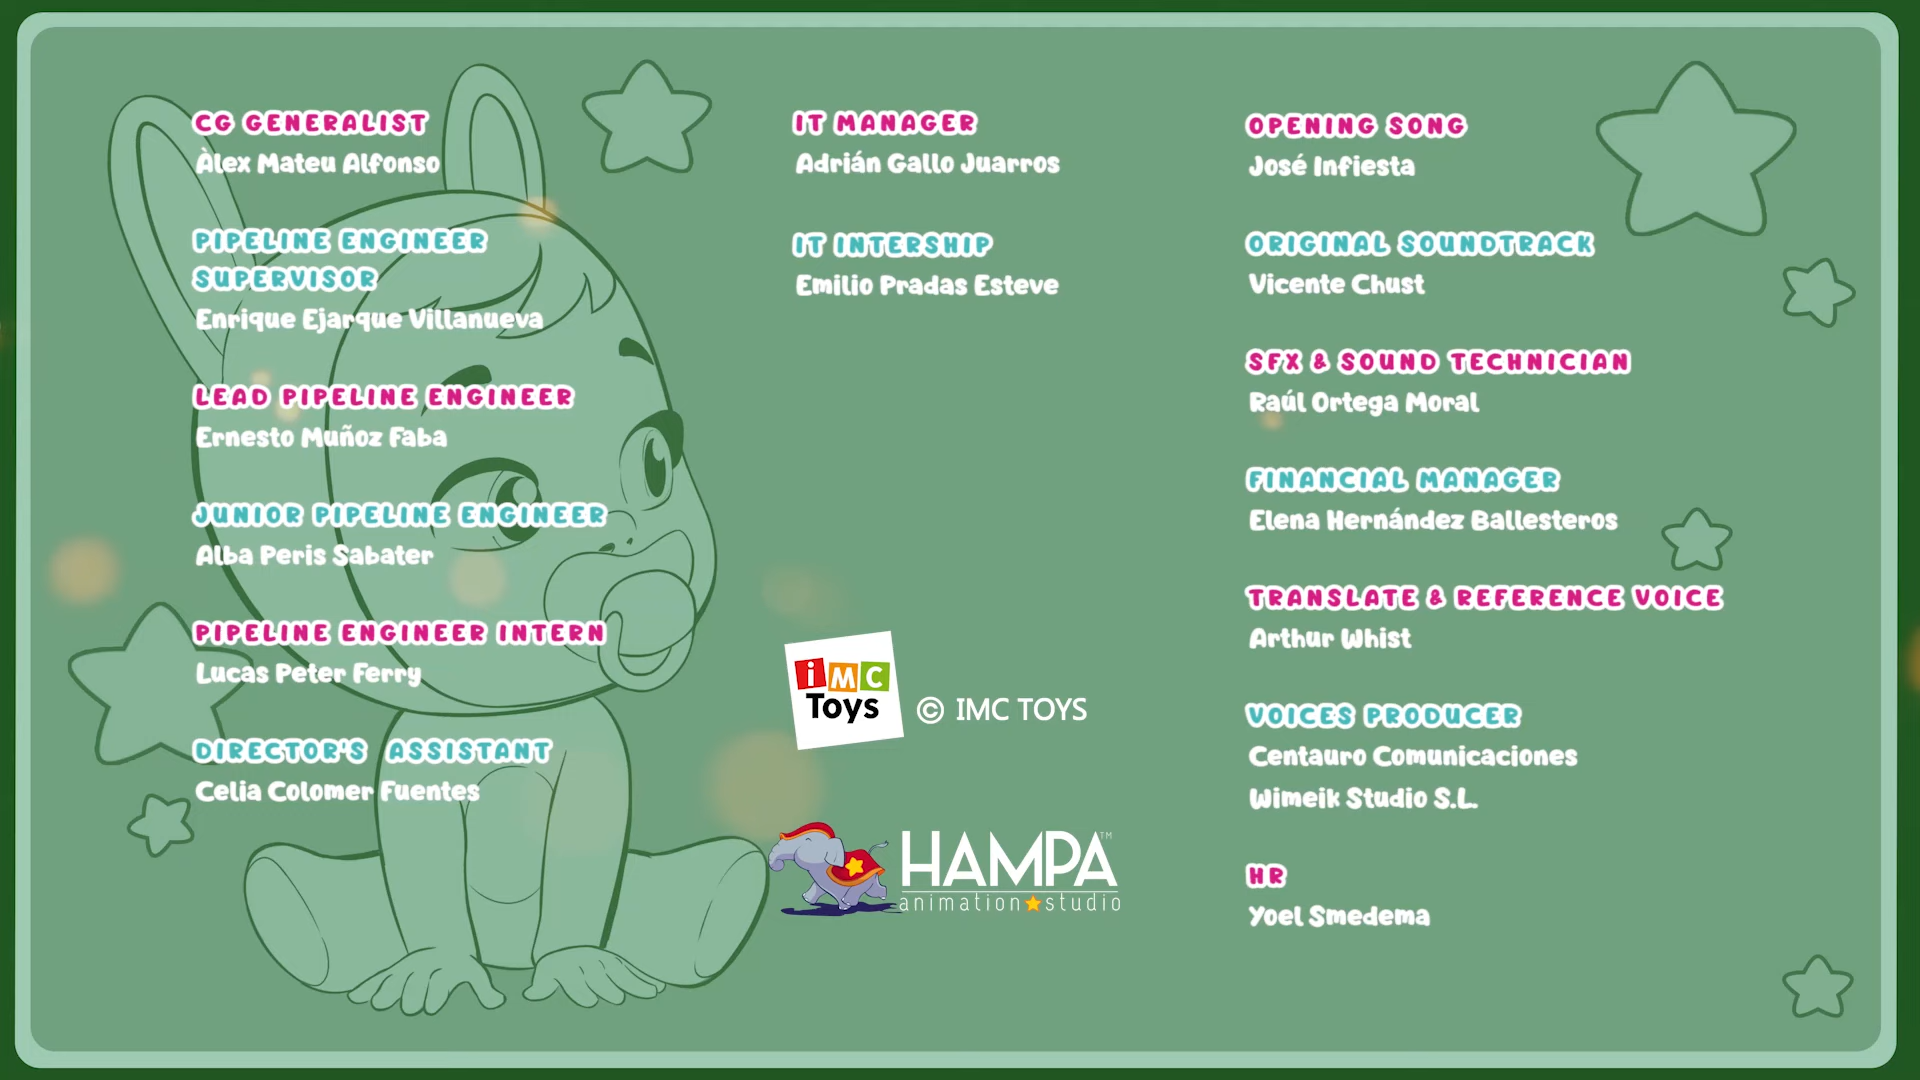 CG GENERALIST
Àlex Mateu Alfonso
PIPELINE ENGINEER
SUPERVISOR
Enrique Ejarque Villanueva
LEAD PIPELINE ENGINEER
Ernesto Muñoz Faba
JUNIOR PIPELINE ENGINEER
Alba Peris Sabater
PIPELINE ENGINEER INTERN
Lucas Peter Ferry
DIRECTOR'S ASSISTANT
Celia Colomer Fuentes
IT MANAGER
Adrián Gallo Juarros
IT INTERSHIP
Emilio Pradas Esteve
iMC
Toys
© IMC TOYS
HAMPA™
animation studio
OPENING SONG
José Infiesta
ORIGINAL SOUNDTRACK
Vicente Chust
SFX & SOUND TECHNICIAN
Raúl Ortega Moral
FINANCIAL MANAGER
Elena Hernández Ballesteros
TRANSLATE & REFERENCE VOICE
Arthur Whist
VOICES PRODUCER
Centauro Comunicaciones
Wimeik Studio S.L.
HR
Yoel Smedema